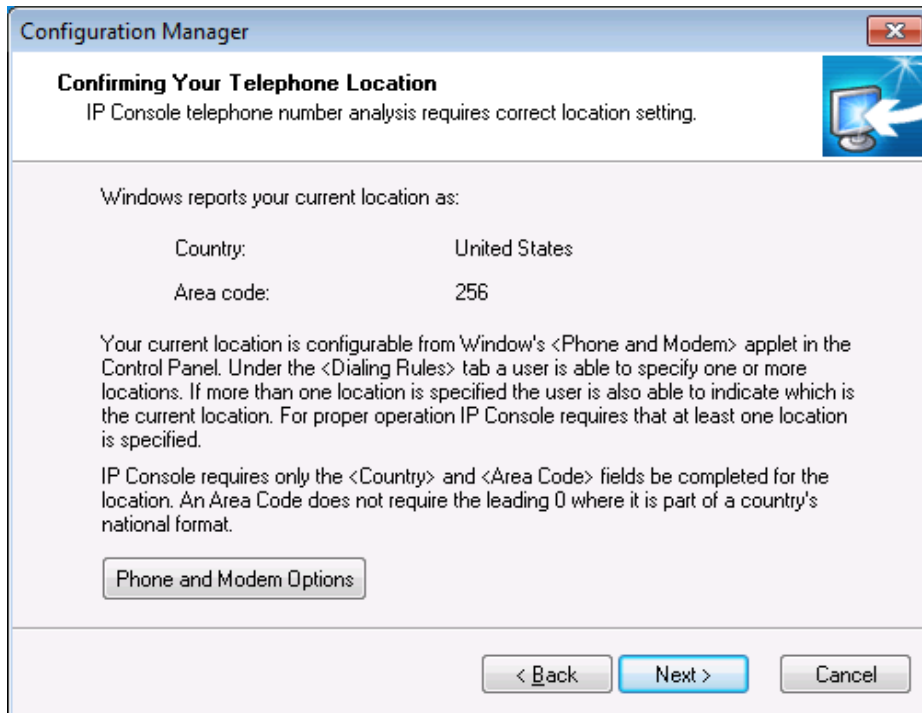 Configuration Manager
Confirming Your Telephone Location
IP Console telephone number analysis requires correct location setting.
Windows reports your current location as:
Country: United States
Area code: 256
Your current location is configurable from Window's <Phone and Modem> applet in the
Control Panel. Under the <Dialing Rules> tab a user is able to specify one or more
locations. If more than one location is specified the user is also able to indicate which is
the current location. For proper operation IP Console requires that at least one location
is specified.
IP Console requires only the <Country> and <Area Code> fields be completed for the
location. An Area Code does not require the leading 0 where it is part of a country's
national format.
Phone and Modem Options
< Back Next > Cancel